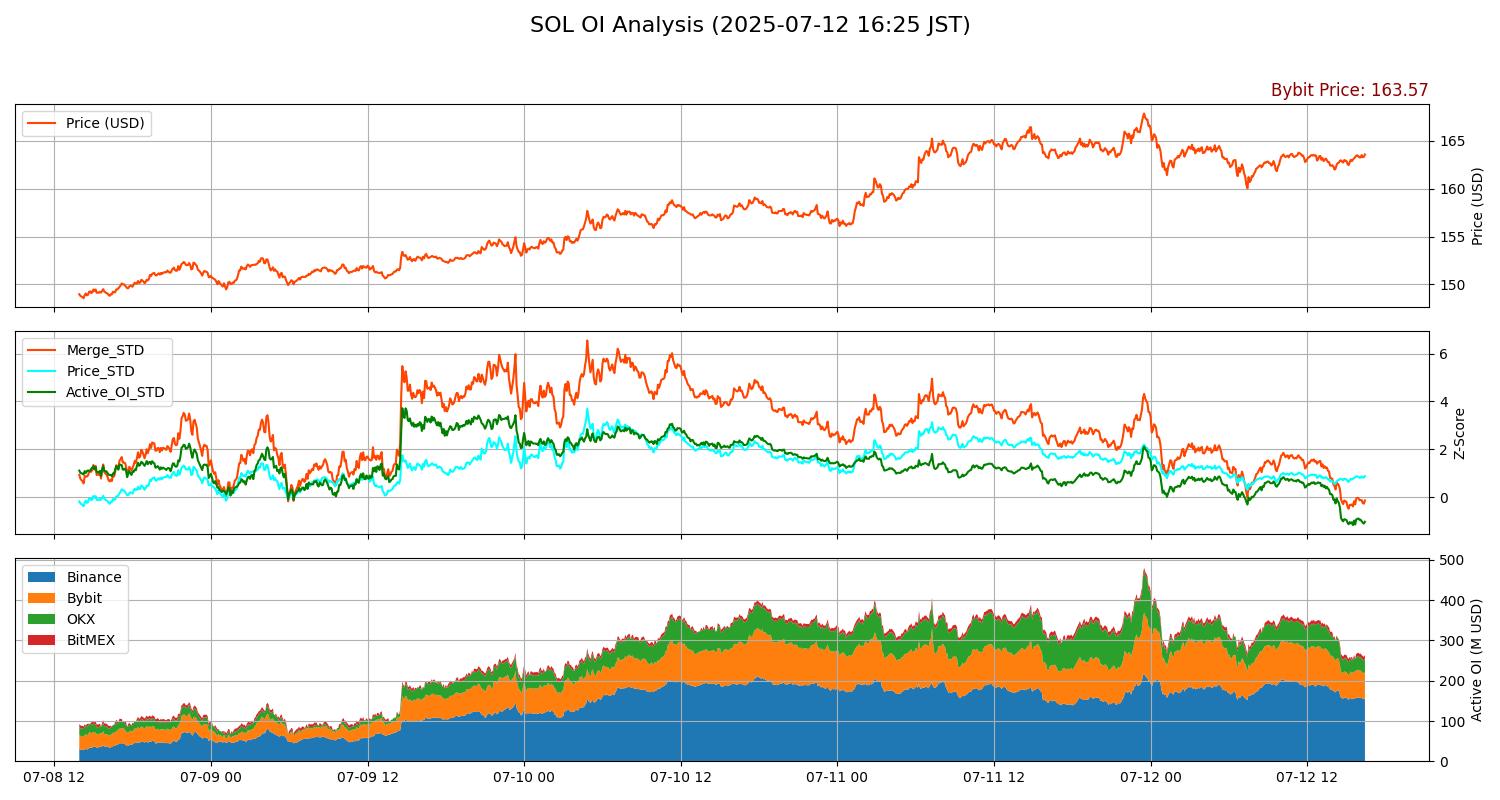 SOL OI Analysis (2025-07-12 16:25 JST)
Bybit Price: 163.57
Price (USD)
165
160
155
150
Price (USD)
Merge_STD
Price_STD
Active_OI_STD
6
4
2
0
Z-Score
Binance
Bybit
OKX
BitMEX
500
400
300
200
100
0
Active OI (M USD)
07-08 12
07-09 00
07-09 12
07-10 00
07-10 12
07-11 00
07-11 12
07-12 00
07-12 12